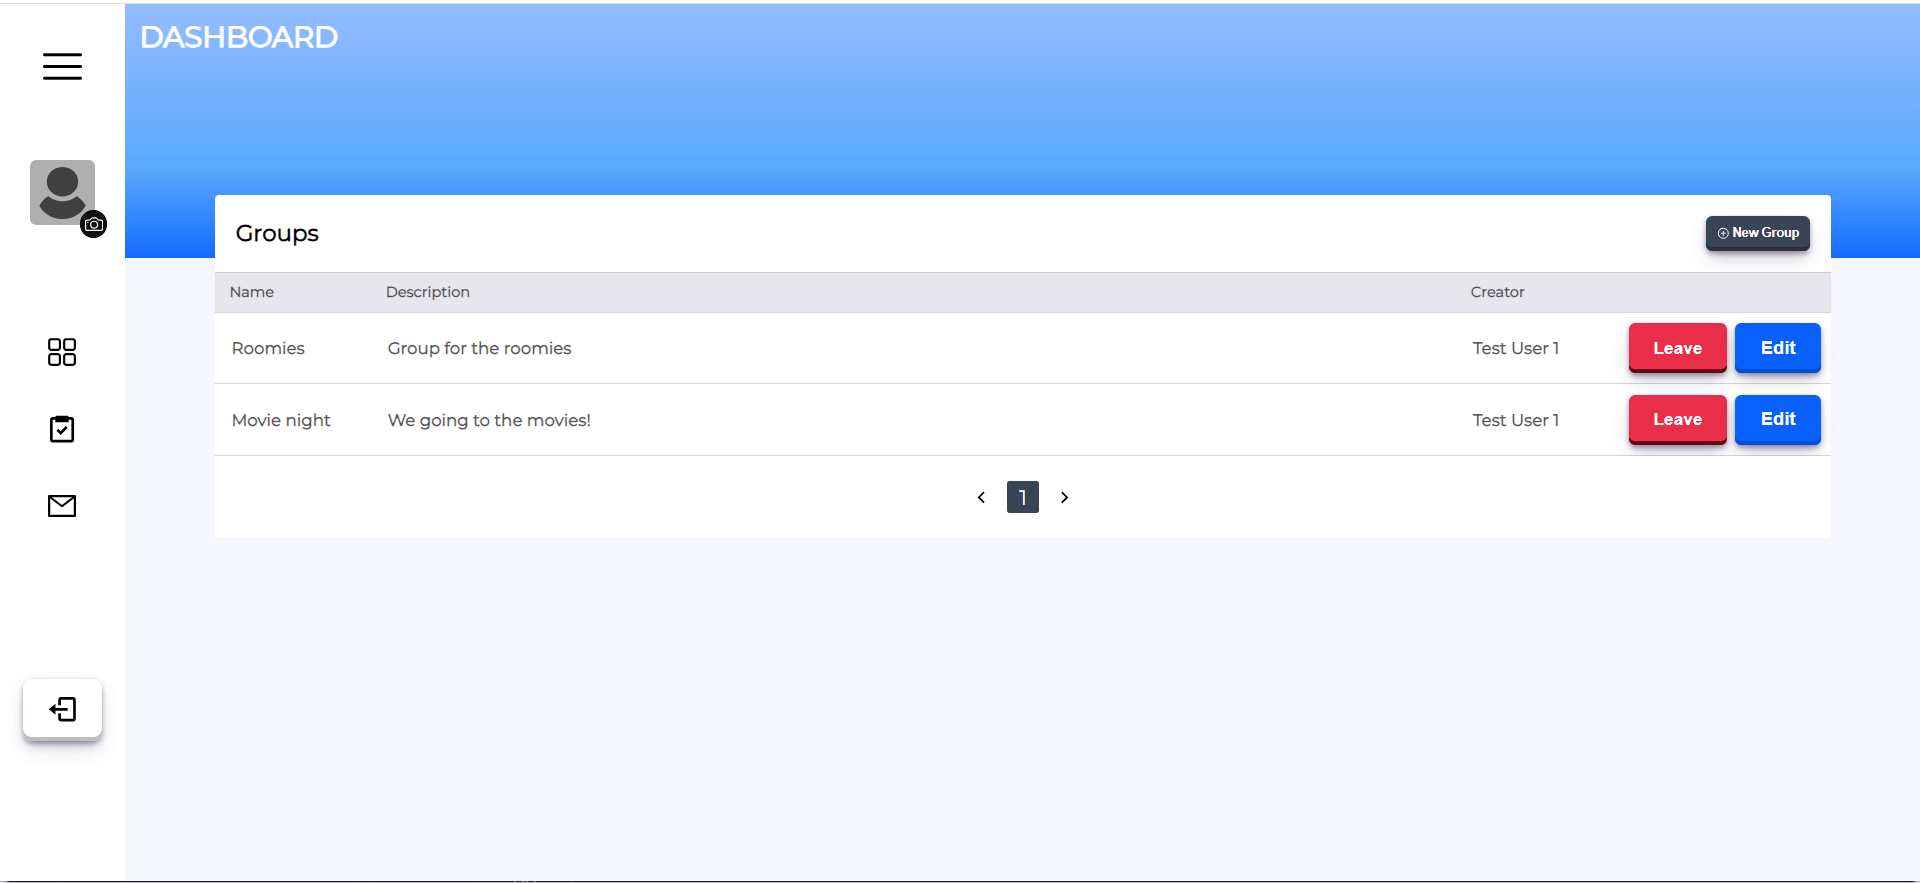 DASHBOARD
Groups
New Group
Name Description Creator
Roomies Group for the roomies Test User 1 Leave Edit
Movie night We going to the movies! Test User 1 Leave Edit
1